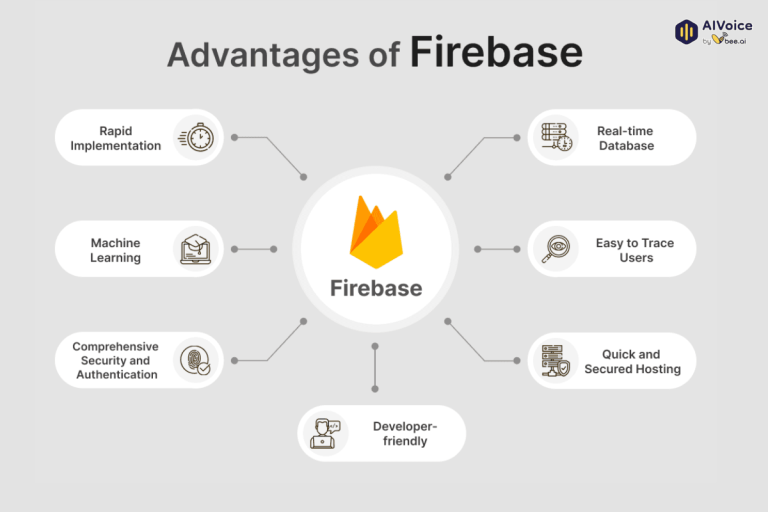 AIVoice
by Vbee.ai
Advantages of Firebase
Rapid
Implementation
Machine
Learning
Comprehensive
Security and
Authentication
Firebase
Real-time
Database
Easy to Trace
Users
Quick and
Secured Hosting
Developer-
friendly